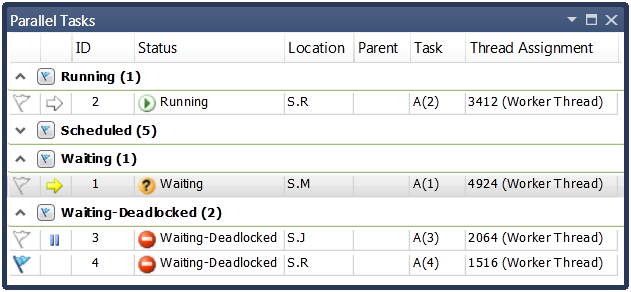 Parallel Tasks
ID Status Location Parent Task Thread Assignment
Running (1)
2 Running S.R A(2) 3412 (Worker Thread)
Scheduled (5)
Waiting (1)
1 ? Waiting S.M A(1) 4924 (Worker Thread)
Waiting-Deadlocked (2)
3 Waiting-Deadlocked S.J A(3) 2064 (Worker Thread)
4 Waiting-Deadlocked S.R A(4) 1516 (Worker Thread)